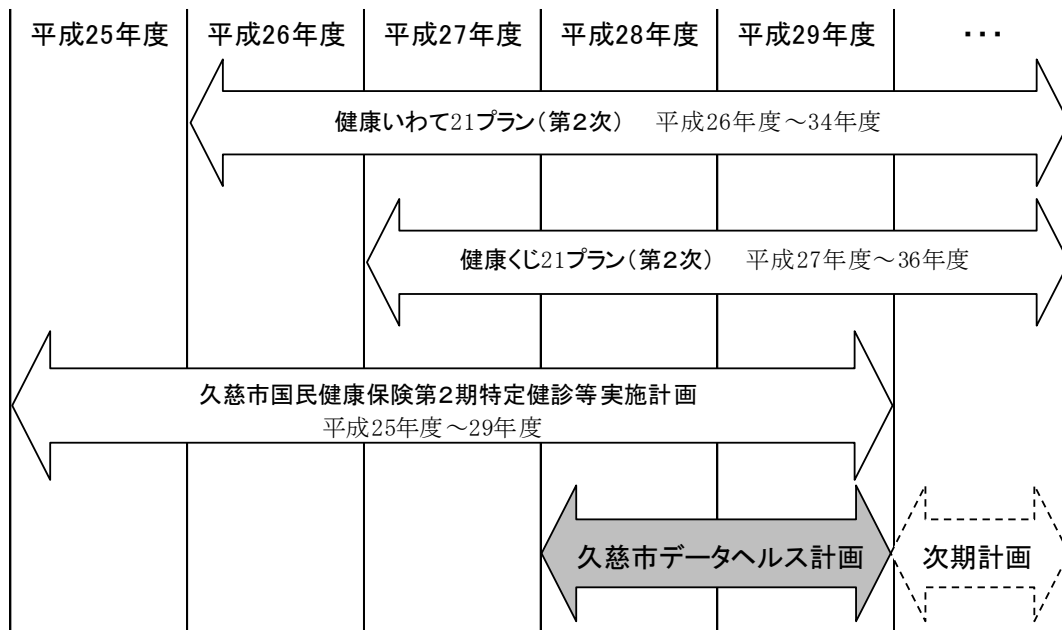 平成25年度 平成26年度 平成27年度 平成28年度 平成29年度 ・・・
健康いわて21プラン（第２次）　平成26年度～34年度
健康くじ21プラン（第２次）　平成27年度～36年度
久慈市国民健康保険第２期特定健診等実施計画
平成25年度～29年度
久慈市データヘルス計画 次期計画